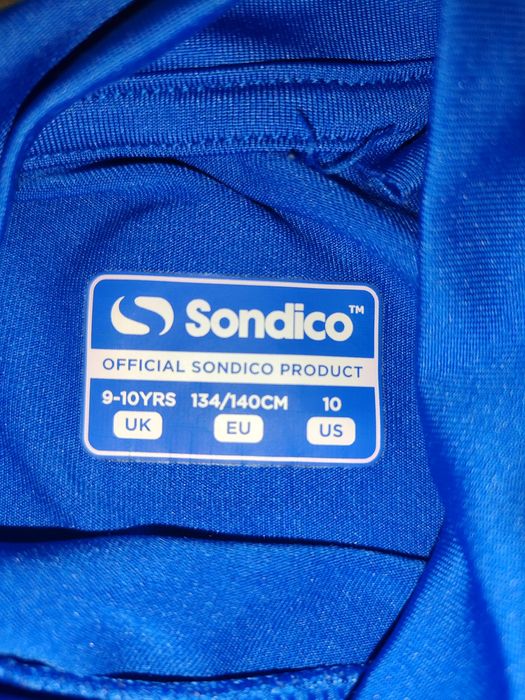 Sondico™
OFFICIAL SONDICO PRODUCT
9-10YRS 134/140CM 10
UK EU US